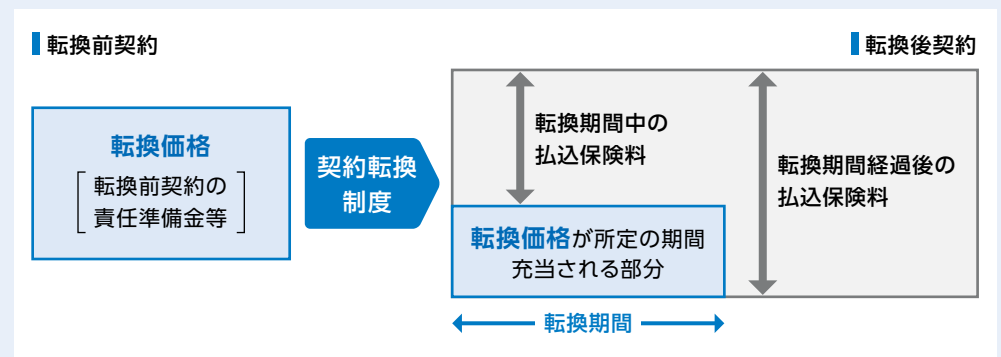 転換前契約
転換後契約
転換価格
転換前契約の
責任準備金等
契約転換
制度
転換期間中の
払込保険料
転換価格が所定の期間
充当される部分
転換期間経過後の
払込保険料
転換期間